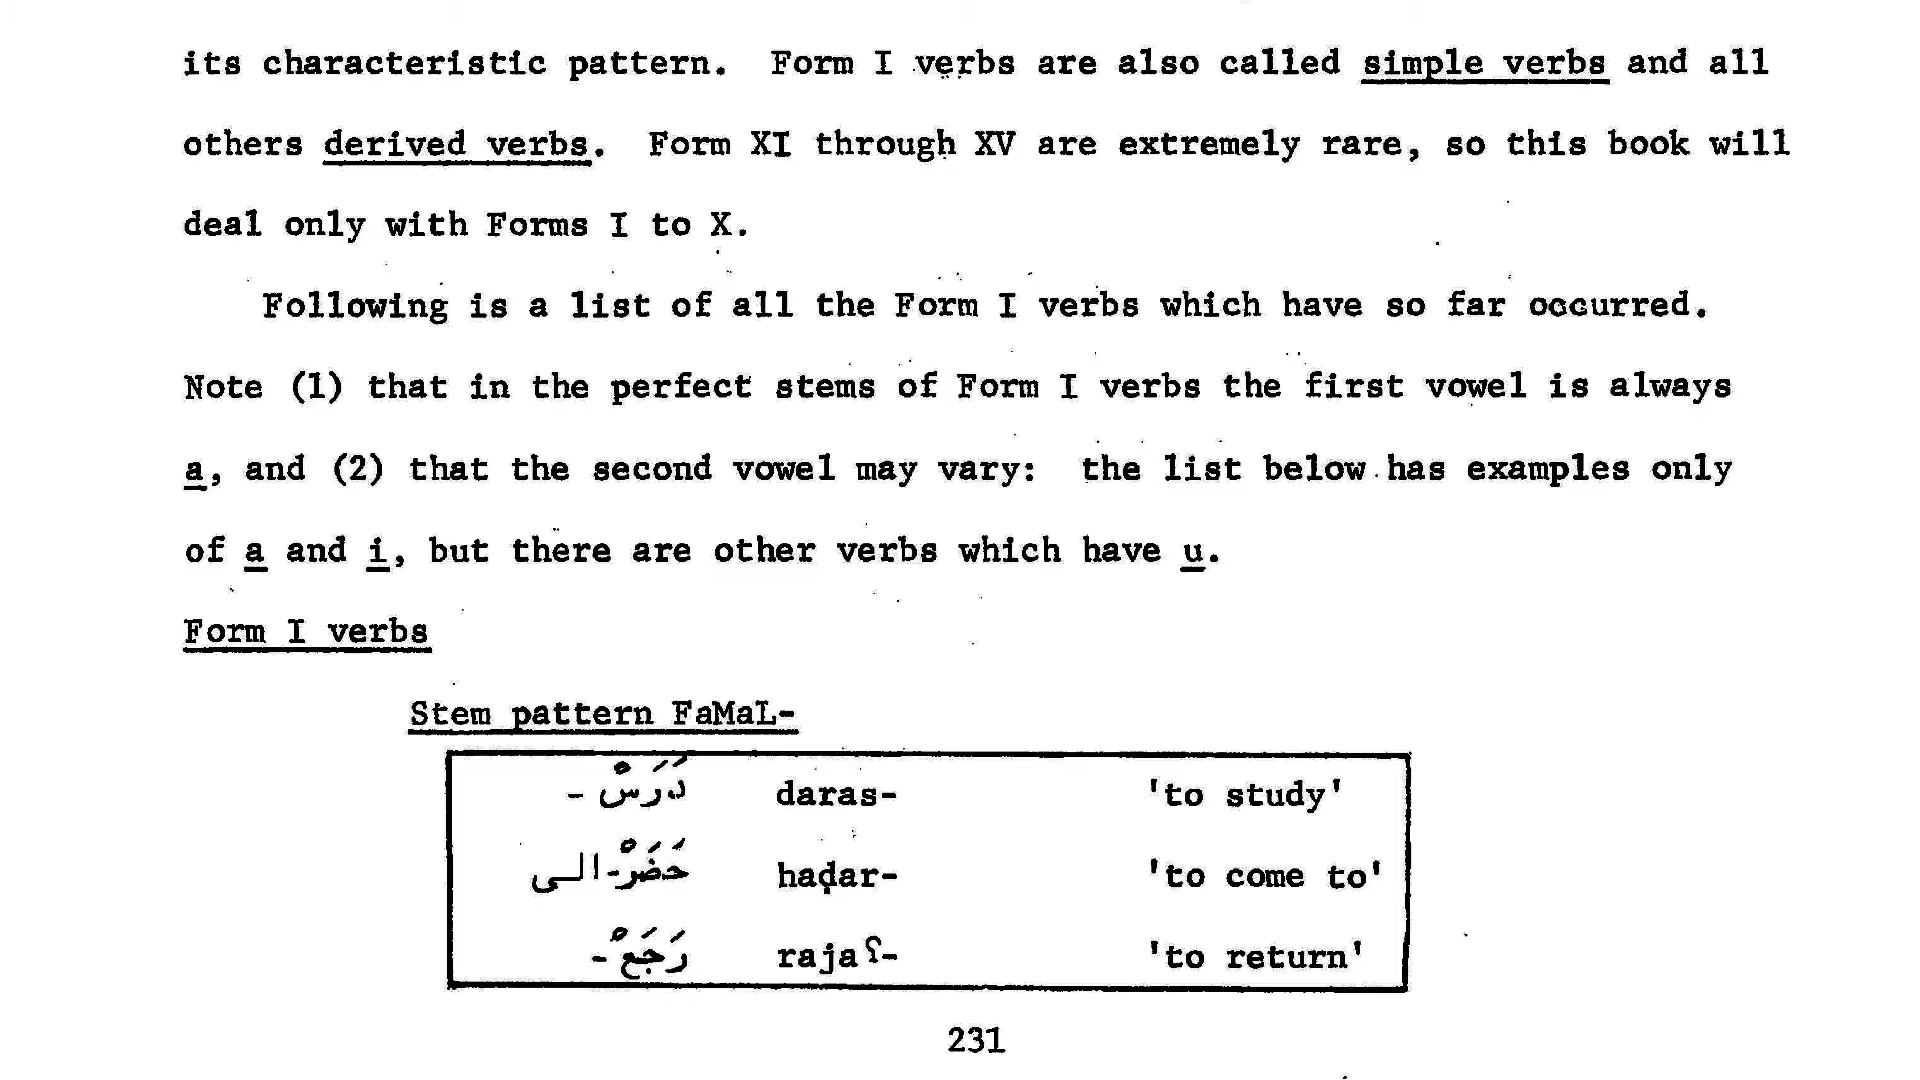 its characteristic pattern. Form I verbs are also called simple verbs and all
others derived verbs. Form XI through XV are extremely rare, so this book will
deal only with Forms I to X.
Following is a list of all the Form I verbs which have so far occurred.
Note (1) that in the perfect stems of Form I verbs the first vowel is always
a, and (2) that the second vowel may vary: the list below has examples only
of a and i, but there are other verbs which have u.
Form I verbs
Stem pattern FaMaL-
دَرَسْ - daras- 'to study'
حَضَرْ- الى haḍar- 'to come to'
رَجَعْ - rajaʕ- 'to return'
231